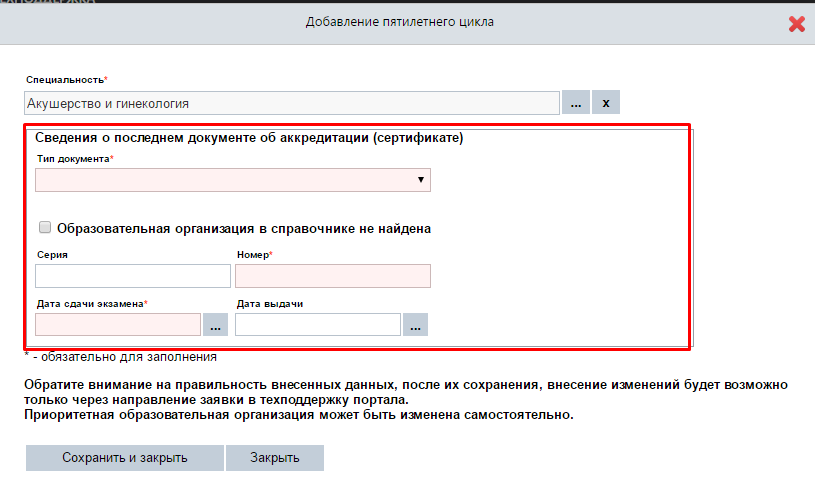 Добавление пятилетнего цикла
Специальность*
Акушерство и гинекология ... x
Сведения о последнем документе об аккредитации (сертификате)
Тип документа*
Образовательная организация в справочнике не найдена
Серия Номер*
Дата сдачи экзамена* Дата выдачи
... ...
* - обязательно для заполнения
Обратите внимание на правильность внесенных данных, после их сохранения, внесение изменений будет возможно
только через направление заявки в техподдержку портала.
Приоритетная образовательная организация может быть изменена самостоятельно.
Сохранить и закрыть Закрыть